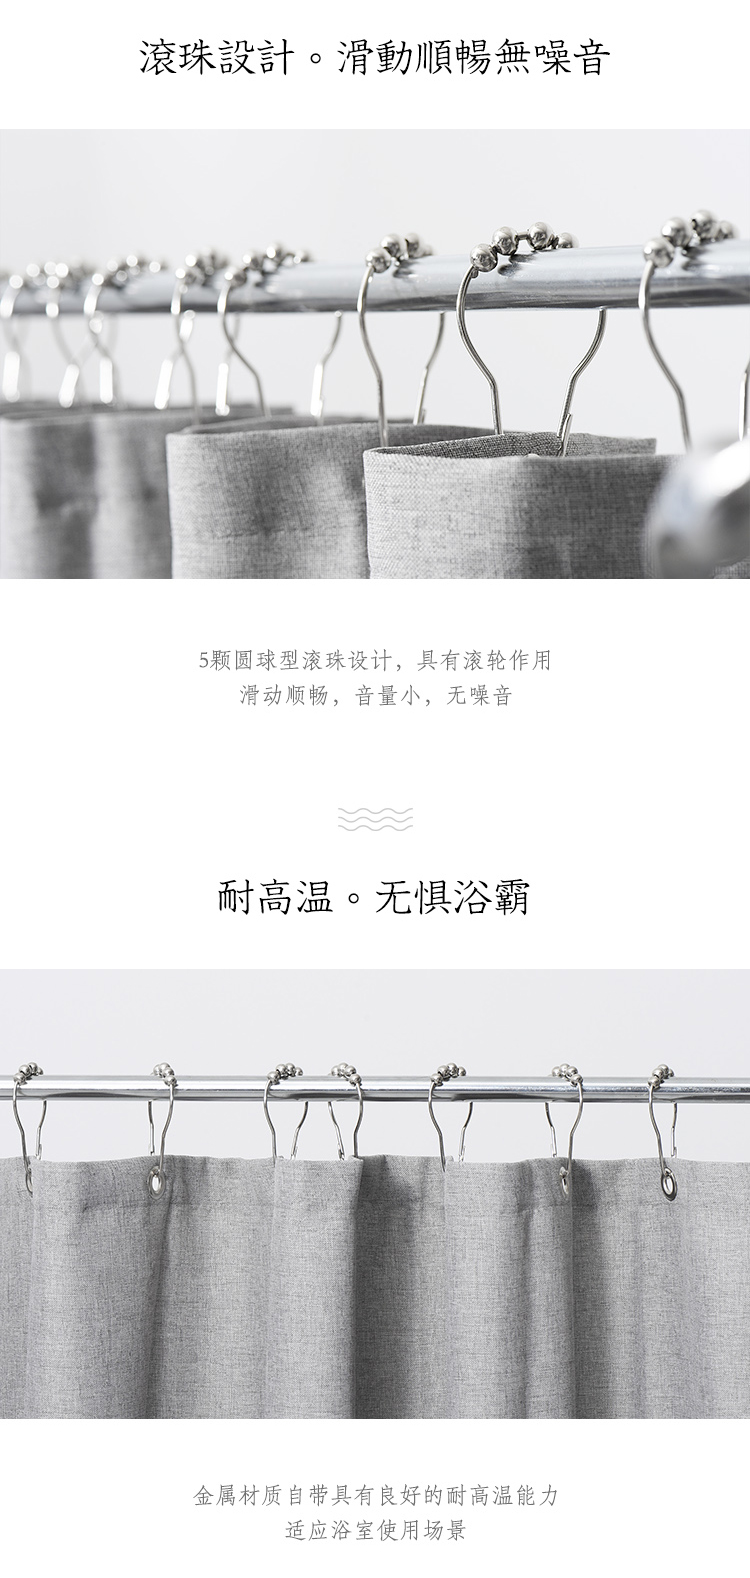 滾珠設計。滑動順暢無噪音
5颗圆球型滚珠设计，具有滚轮作用
滑动顺畅，音量小，无噪音
耐高温。无惧浴霸
金属材质自带具有良好的耐高温能力
适应浴室使用场景